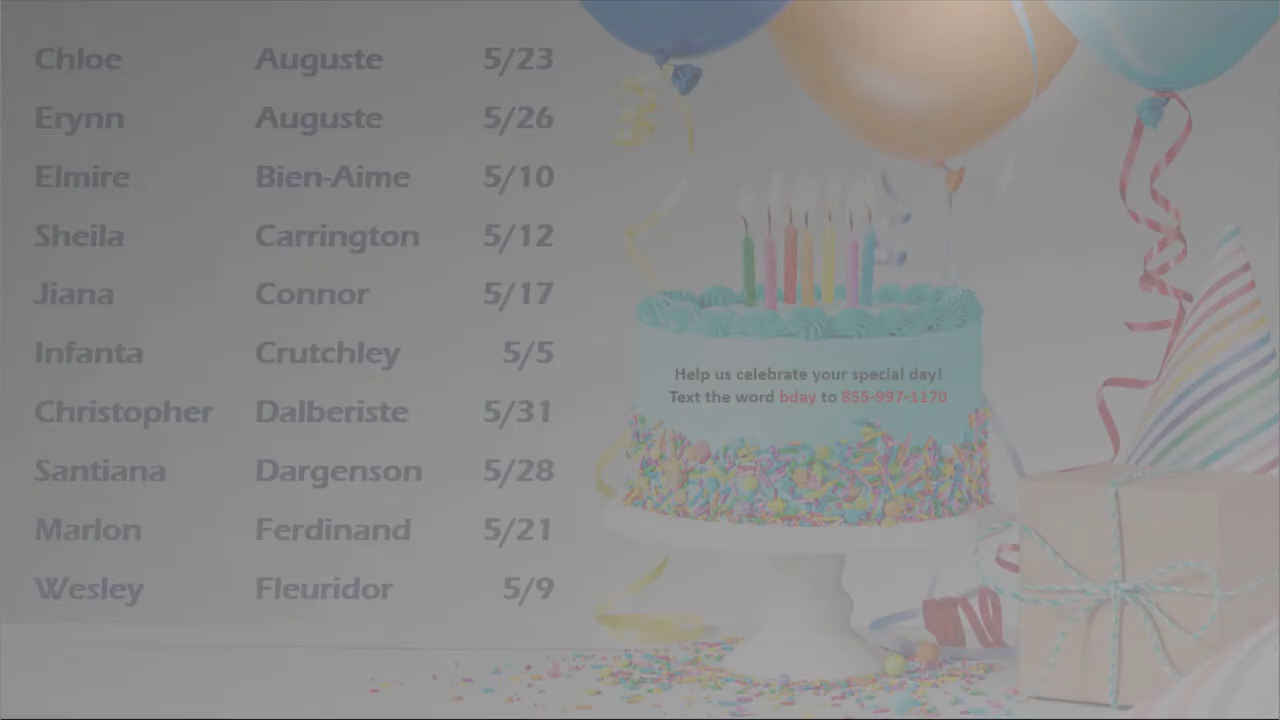 Chloe Auguste 5/23
Erynn Auguste 5/26
Elmire Bien-Aime 5/10
Sheila Carrington 5/12
Jiana Connor 5/17
Infanta Crutchley 5/5
Christopher Dalberiste 5/31
Santiana Dargenson 5/28
Marlon Ferdinand 5/21
Wesley Fleuridor 5/9
Help us celebrate your special day!
Text the word bday to 855-997-1170